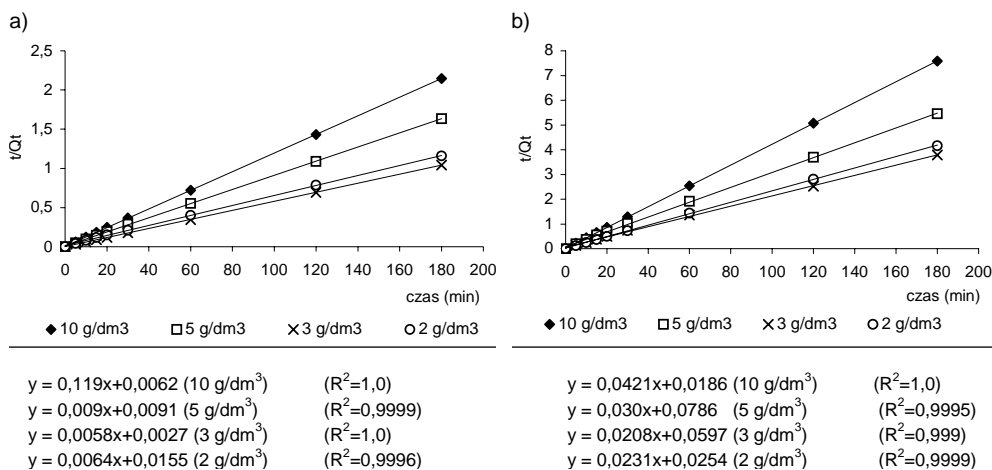 a)
2,5
2
1,5
1
0,5
0
t/Qt
0 20 40 60 80 100 120 140 160 180 200
czas (min)
10 g/dm3 5 g/dm3 3 g/dm3 2 g/dm3
y = 0,119x+0,0062 (10 g/dm³) (R²=1,0)
y = 0,009x+0,0091 (5 g/dm³) (R²=0,9999)
y = 0,0058x+0,0027 (3 g/dm³) (R²=1,0)
y = 0,0064x+0,0155 (2 g/dm³) (R²=0,9996)
b)
8
7
6
5
4
3
2
1
0
t/Qt
0 20 40 60 80 100 120 140 160 180 200
czas (min)
10 g/dm3 5 g/dm3 3 g/dm3 2 g/dm3
y = 0,0421x+0,0186 (10 g/dm³) (R²=1,0)
y = 0,030x+0,0786 (5 g/dm³) (R²=0,9995)
y = 0,0208x+0,0597 (3 g/dm³) (R²=0,999)
y = 0,0231x+0,0254 (2 g/dm³) (R²=0,9999)